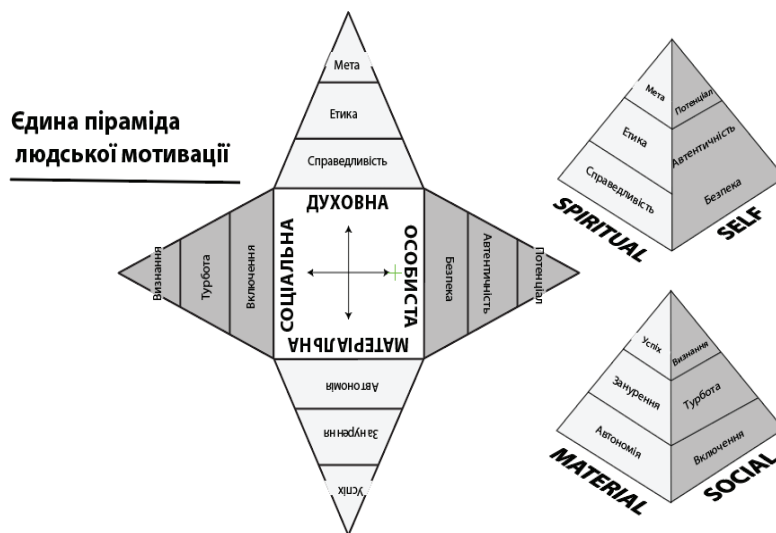 Єдина піраміда
людської мотивації
Мета
Етика
Справедливість
ДУХОВНА
СОЦІАЛЬНА
ОСОБИСТА
МАТЕРІАЛЬНА
Визнання
Турбота
Включення
Безпека
Автентичність
Потенціал
Автономія
Занурення
Успіх
Мета
Потенціал
Етика
Автентичність
Справедливість
Безпека
SPIRITUAL
SELF
Успіх
Визнання
Занурення
Турбота
Автономія
Включення
MATERIAL
SOCIAL